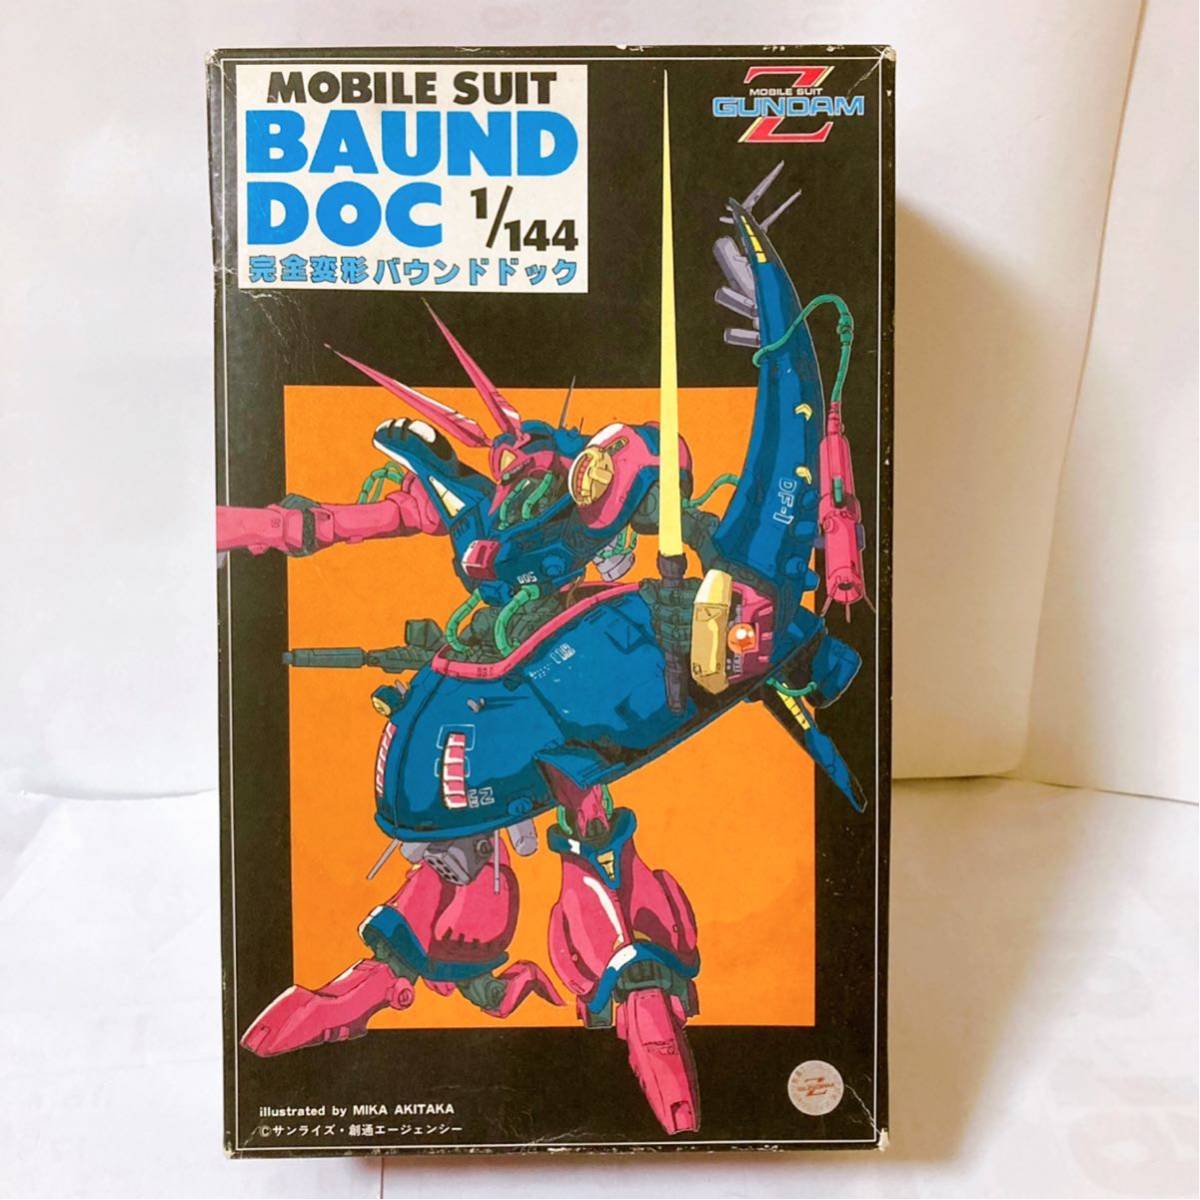 MOBILE SUIT
BAUND
DOC 1/144
完全変形バウンドドック
MOBILE SUIT
GUNDAM
Z
DF-1
illustrated by MIKA AKITAKA
©サンライズ・創通エージェンシー